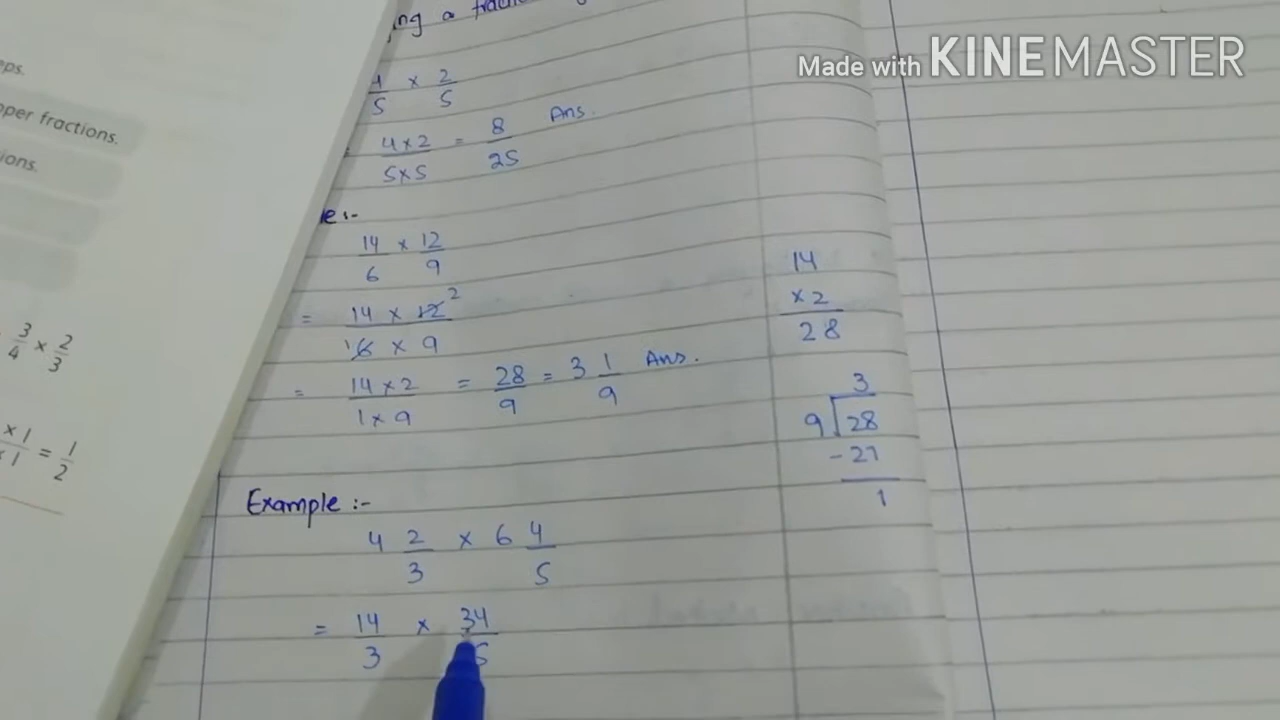 ng a
Made with KINEMASTER
eps.
oper fractions.
ions.
4/5 × 2/5
4×2/5×5 = 8/25 Ans.
e:-
14/6 × 12/9
= 14 × 12 2/1 6 × 9
= 14×2/1×9 = 28/9 = 3 1/9 Ans.
14
×2
28
3
9 28
-27
1
3/4 × 2/3
×1/×1 = 1/2
Example :-
4 2/3 × 6 4/5
= 14/3 × 34/5